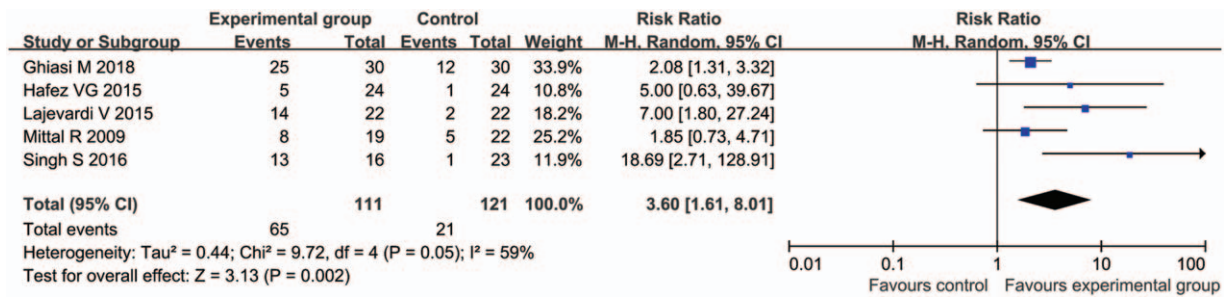 Experimental group Control Risk Ratio Risk Ratio
Study or Subgroup Events Total Events Total Weight M-H, Random, 95% CI M-H, Random, 95% CI
Ghiasi M 2018 25 30 12 30 33.9% 2.08 [1.31, 3.32]
Hafez VG 2015 5 24 1 24 10.8% 5.00 [0.63, 39.67]
Lajevardi V 2015 14 22 2 22 18.2% 7.00 [1.80, 27.24]
Mittal R 2009 8 19 5 22 25.2% 1.85 [0.73, 4.71]
Singh S 2016 13 16 1 23 11.9% 18.69 [2.71, 128.91]
Total (95% CI) 111 121 100.0% 3.60 [1.61, 8.01]
Total events 65 21
Heterogeneity: Tau² = 0.44; Chi² = 9.72, df = 4 (P = 0.05); I² = 59%
Test for overall effect: Z = 3.13 (P = 0.002)
0.01 0.1 1 10 100
Favours control Favours experimental group